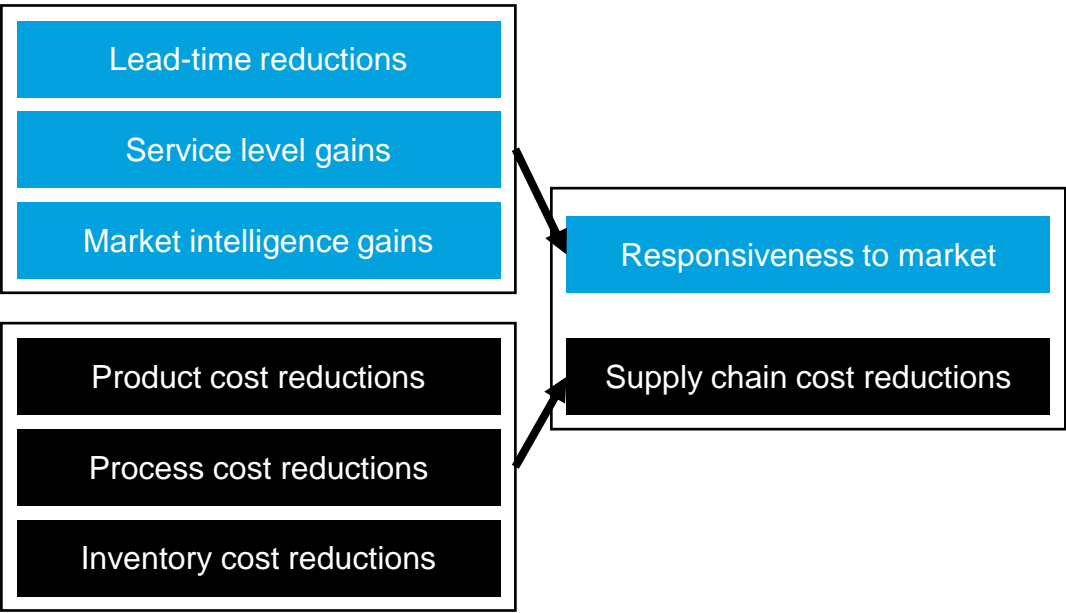 Lead-time reductions
Service level gains
Market intelligence gains
Product cost reductions
Process cost reductions
Inventory cost reductions
Responsiveness to market
Supply chain cost reductions